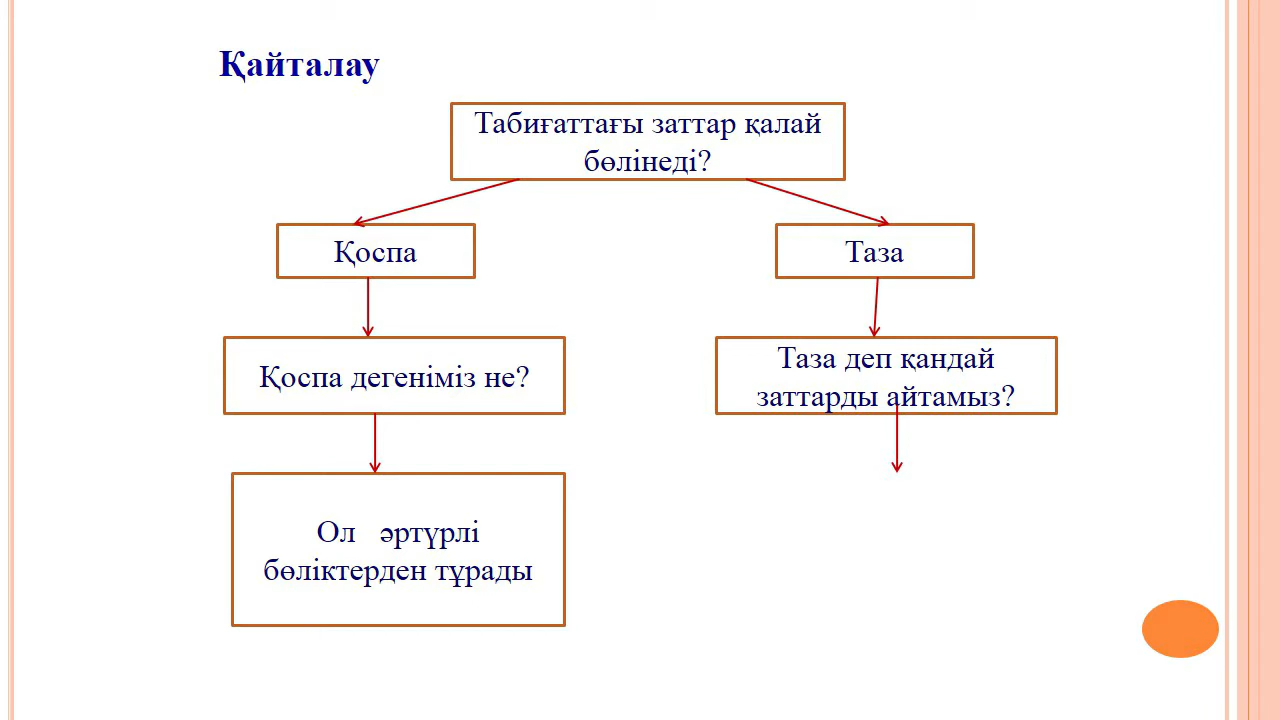 Қайталау
Табиғаттағы заттар қалай
бөлінеді?
Қоспа
Таза
Қоспа дегеніміз не?
Таза деп қандай
заттарды айтамыз?
Ол әртүрлі
бөліктерден тұрады